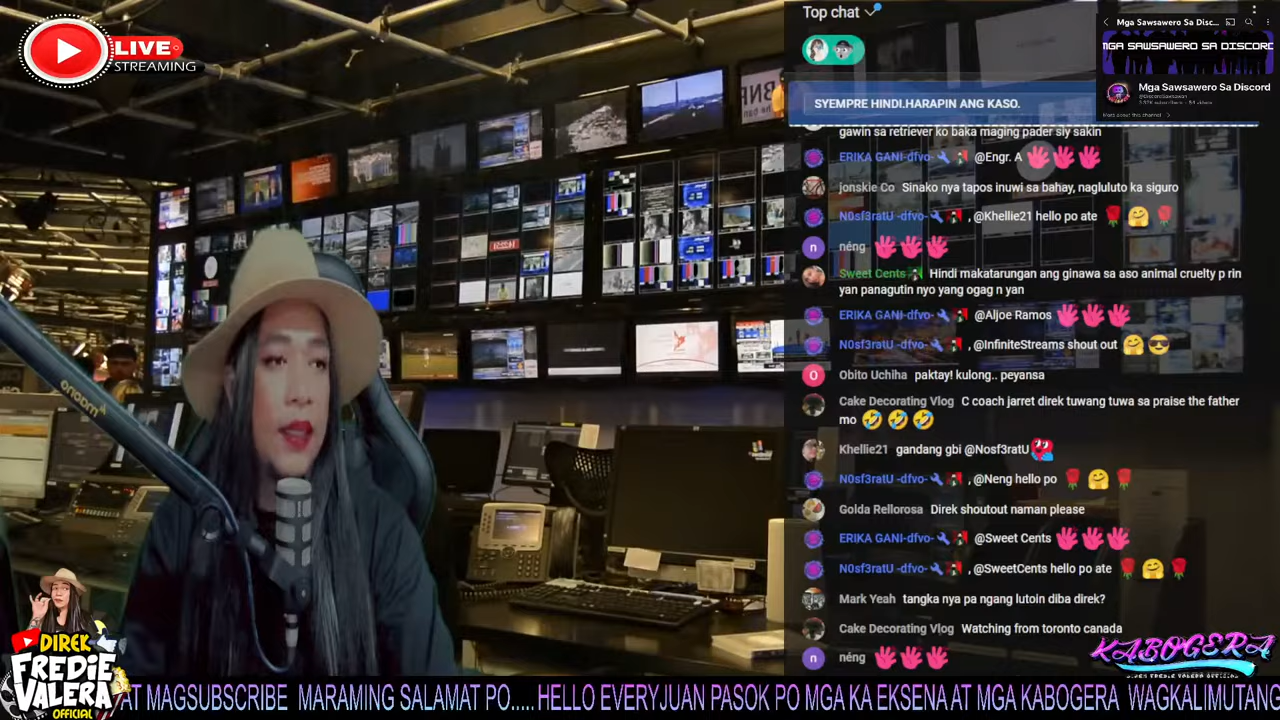 LIVE
STREAMING
Top chat
Mga Sawsawero Sa Disc...
MGA SAWSAWERO SA DISCORD
Mga Sawsawero Sa Discord
SYEMPRE HINDI.HARAPIN ANG KASO.
gawin sa retriever ko baka maging pader siy sakin
ERIKA GANI-dfvo- @Engr. A
jonskie Co Sinako nya tapos inuwi sa bahay, nagluluto ka siguro
N0sf3ratU -dfvo- , @Khellie21 hello po ate
n néng
Sweet Cents Hindi makatarungan ang ginawa sa aso animal cruelty p rin
yan panagutin nyo yang ogag n yan
ERIKA GANI-dfvo- , @Aljoe Ramos
N0sf3ratU -dfvo- , @InfiniteStreams shout out
O Obito Uchiha paktay! kulong.. peyansa
Cake Decorating Vlog C coach jarret direk tuwang tuwa sa praise the father
mo
Khellie21 gandang gbi @Nosf3ratU
N0sf3ratU -dfvo- , @Neng hello po
Golda Rellorosa Direk shoutout naman please
ERIKA GANI-dfvo- , @Sweet Cents
N0sf3ratU -dfvo- , @SweetCents hello po ate
Mark Yeah tangka nya pa ngang lutoin diba direk?
Cake Decorating Vlog Watching from toronto canada
n néng
maono
DIREK
FREDIE
VALERA
OFFICIAL
KABOGERA
DIREK FREDIE VALERA OFFICIAL
AT MAGSUBSCRIBE MARAMING SALAMAT PO..... HELLO EVERYJUAN PASOK PO MGA KA EKSENA AT MGA KABOGERA WAGKALIMUTANG